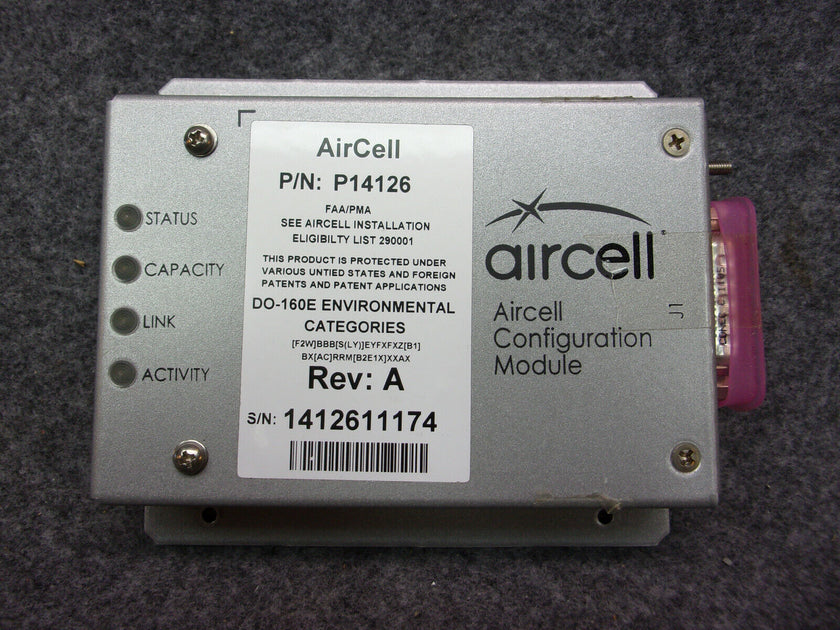 AirCell
P/N: P14126
FAA/PMA
SEE AIRCELL INSTALLATION
ELIGIBILTY LIST 290001
THIS PRODUCT IS PROTECTED UNDER
VARIOUS UNTIED STATES AND FOREIGN
PATENTS AND PATENT APPLICATIONS
DO-160E ENVIRONMENTAL
CATEGORIES
[F2W]BBB[S(LY)]EYFXFXZ[B1]
BX[AC]RRM[B2E1X]XXAX
Rev: A
S/N: 1412611174
STATUS
CAPACITY
LINK
ACTIVITY
aircell®
Aircell
Configuration
Module
J1